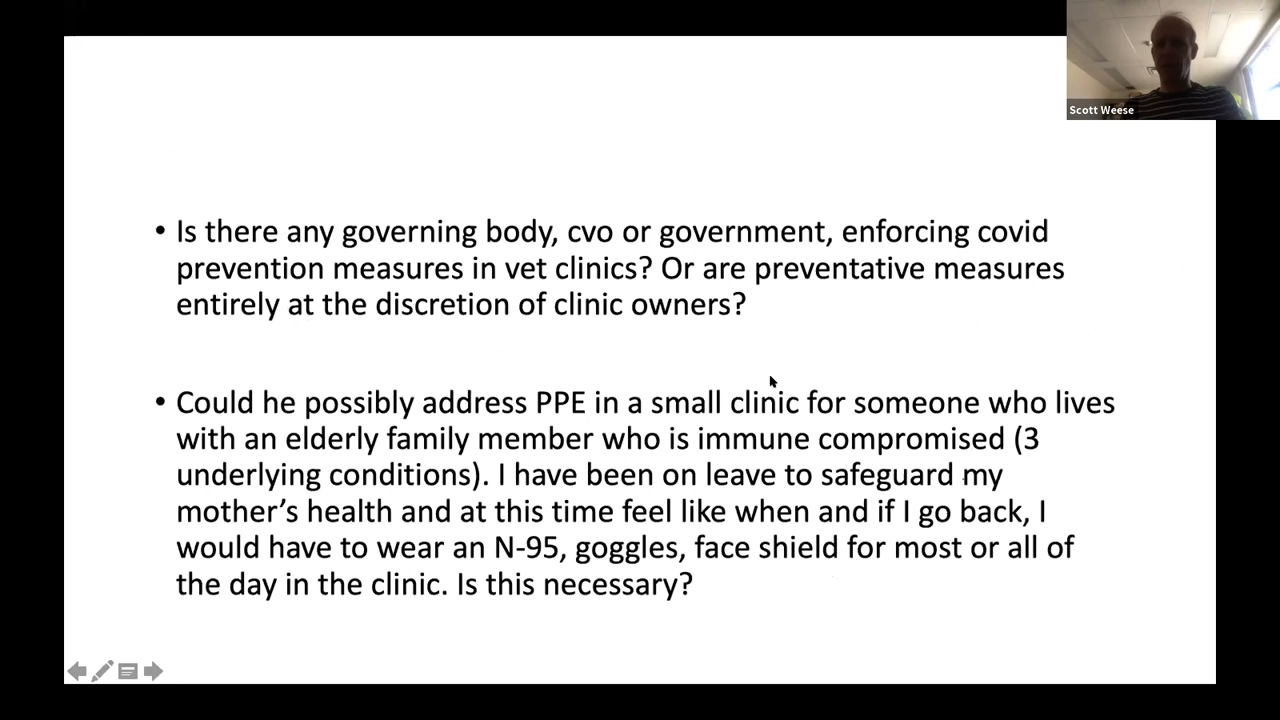 Scott Weese
• Is there any governing body, cvo or government, enforcing covid
prevention measures in vet clinics? Or are preventative measures
entirely at the discretion of clinic owners?
• Could he possibly address PPE in a small clinic for someone who lives
with an elderly family member who is immune compromised (3
underlying conditions). I have been on leave to safeguard my
mother’s health and at this time feel like when and if I go back, I
would have to wear an N-95, goggles, face shield for most or all of
the day in the clinic. Is this necessary?